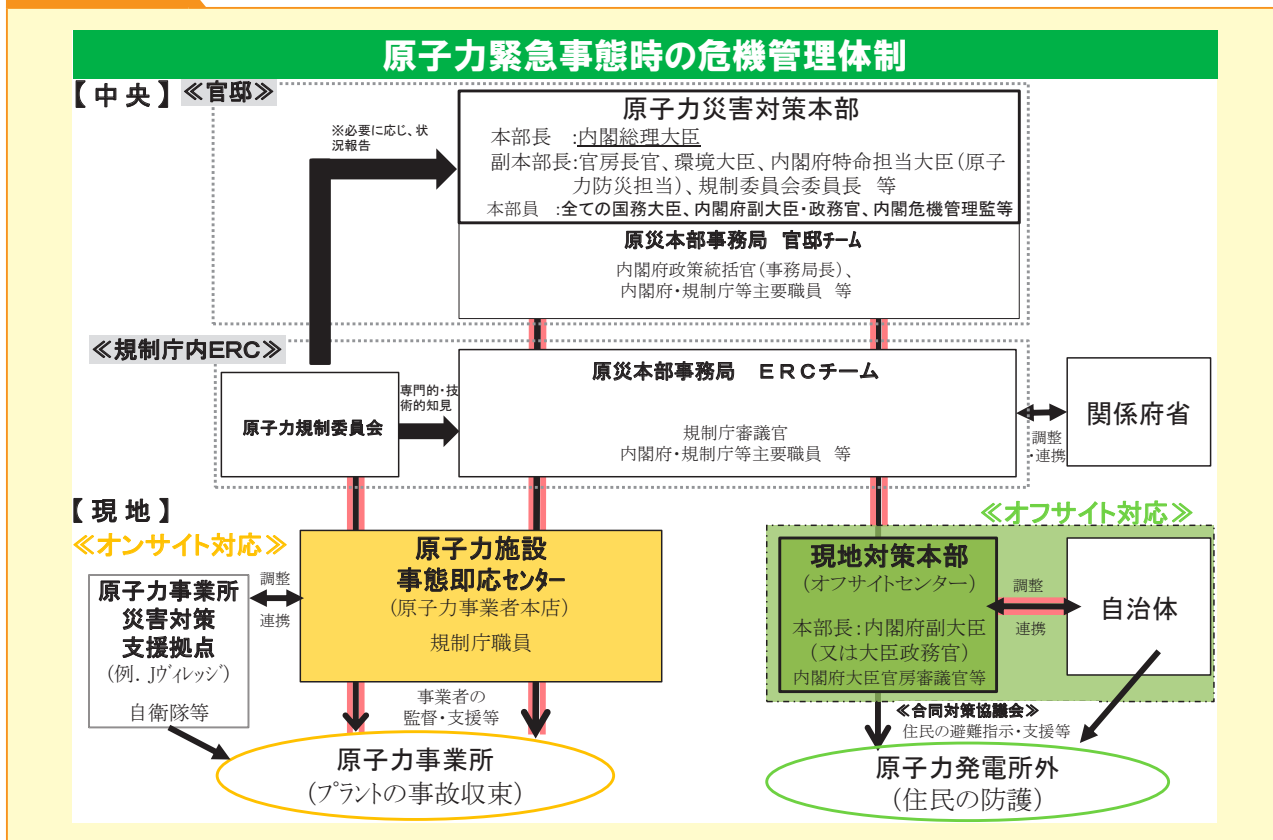 原子力緊急事態時の危機管理体制
【 中 央 】
≪官邸≫
※必要に応じ、状
況報告
原子力災害対策本部
本部長 :内閣総理大臣
副本部長:官房長官、環境大臣、内閣府特命担当大臣(原子
力防災担当)、規制委員会委員長 等
本部員 :全ての国務大臣、内閣府副大臣・政務官、内閣危機管理監等
原災本部事務局 官邸チーム
内閣府政策統括官(事務局長)、
内閣府・規制庁等主要職員 等
≪規制庁内ERC≫
原子力規制委員会
専門的・技
術的知見
原災本部事務局 ERCチーム
規制庁審議官
内閣府・規制庁等主要職員 等
調整
・連携
関係府省
【 現 地 】
≪オンサイト対応≫
原子力事業所
災害対策
支援拠点
(例. Jヴィレッジ)
自衛隊等
調整
連携
原子力施設
事態即応センター
(原子力事業者本店)
規制庁職員
事業者の
監督・支援等
原子力事業所
(プラントの事故収束)
≪オフサイト対応≫
現地対策本部
(オフサイトセンター)
本部長:内閣府副大臣
(又は大臣政務官)
内閣府大臣官房審議官等
調整
連携
自治体
≪合同対策協議会≫
住民の避難指示・支援等
原子力発電所外
(住民の防護)